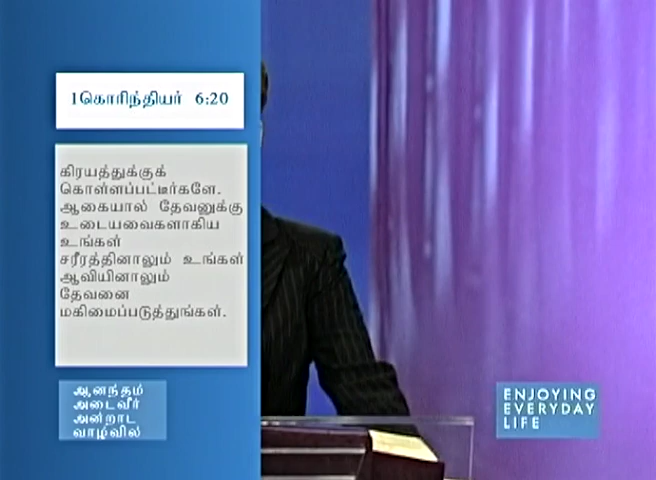 1கொரிந்தியர் 6:20
கிரயத்துக்குக்
கொள்ளப்பட்டீர்களே.
ஆகையால் தேவனுக்கு
உடையவைகளாகிய
உங்கள்
சரீரத்தினாலும் உங்கள்
ஆவியினாலும்
தேவனை
மகிமைப்படுத்துங்கள்.
ஆனந்தம்
அடைவீர்
அன்றாட
வாழ்வில்
ENJOYING
EVERYDAY
LIFE